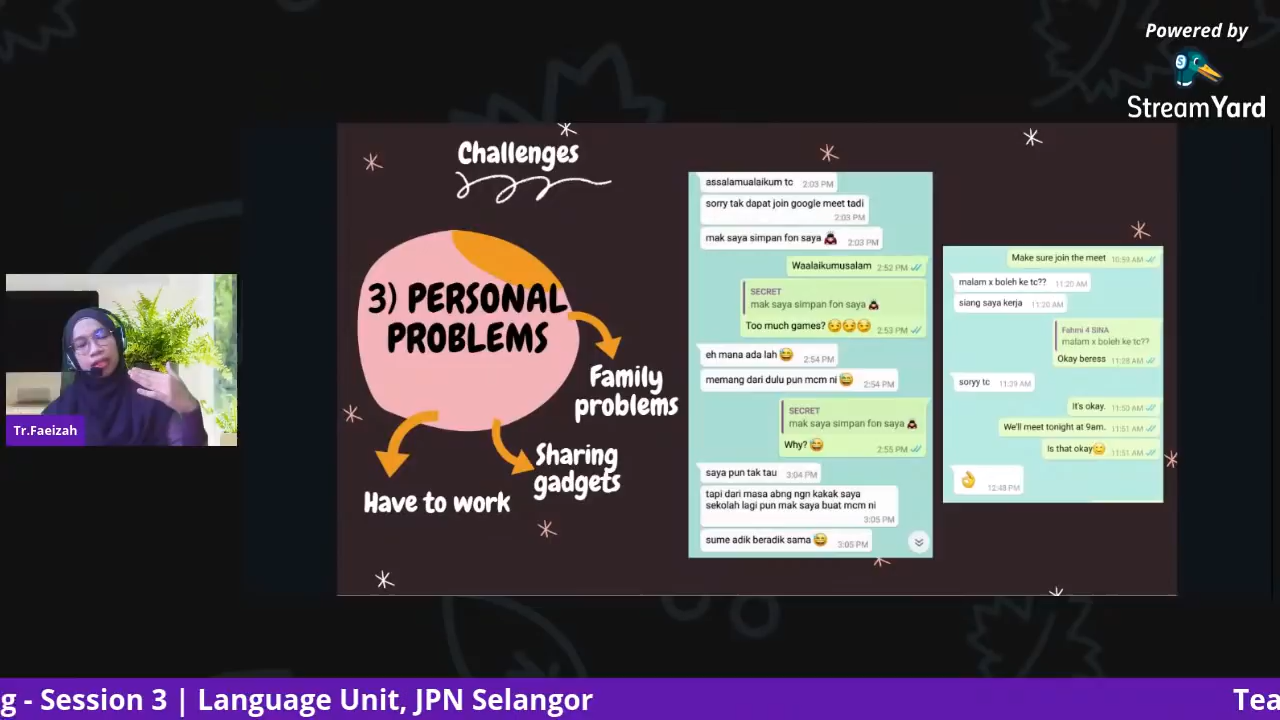 Powered by
StreamYard
Challenges
3) PERSONAL
PROBLEMS
Family
problems
Sharing
gadgets
Have to work
assalamualaikum tc 2:03 PM
sorry tak dapat join google meet tadi
2:03 PM
mak saya simpan fon saya 2:03 PM
Waalaikumusalam 2:52 PM
SECRET
mak saya simpan fon saya
Too much games? 😏😏😏 2:53 PM
eh mana ada lah 😅 2:54 PM
memang dari dulu pun mcm ni 😅 2:54 PM
SECRET
mak saya simpan fon saya
Why? 😅 2:55 PM
saya pun tak tau 3:04 PM
tapi dari masa abng ngn kakak saya
sekolah lagi pun mak saya buat mcm ni
3:05 PM
sume adik beradik sama 😅 3:05 PM
Make sure join the meet 10:59 AM
malam x boleh ke tc?? 11:20 AM
siang saya kerja 11:20 AM
Fahmi 4 SINA
malam x boleh ke tc??
Okay beress 11:28 AM
soryy tc 11:29 AM
It's okay. 11:50 AM
We'll meet tonight at 9am. 11:51 AM
Is that okay😊 11:51 AM
👌 12:48 PM
Tr.Faeizah
g - Session 3 | Language Unit, JPN Selangor
Tea